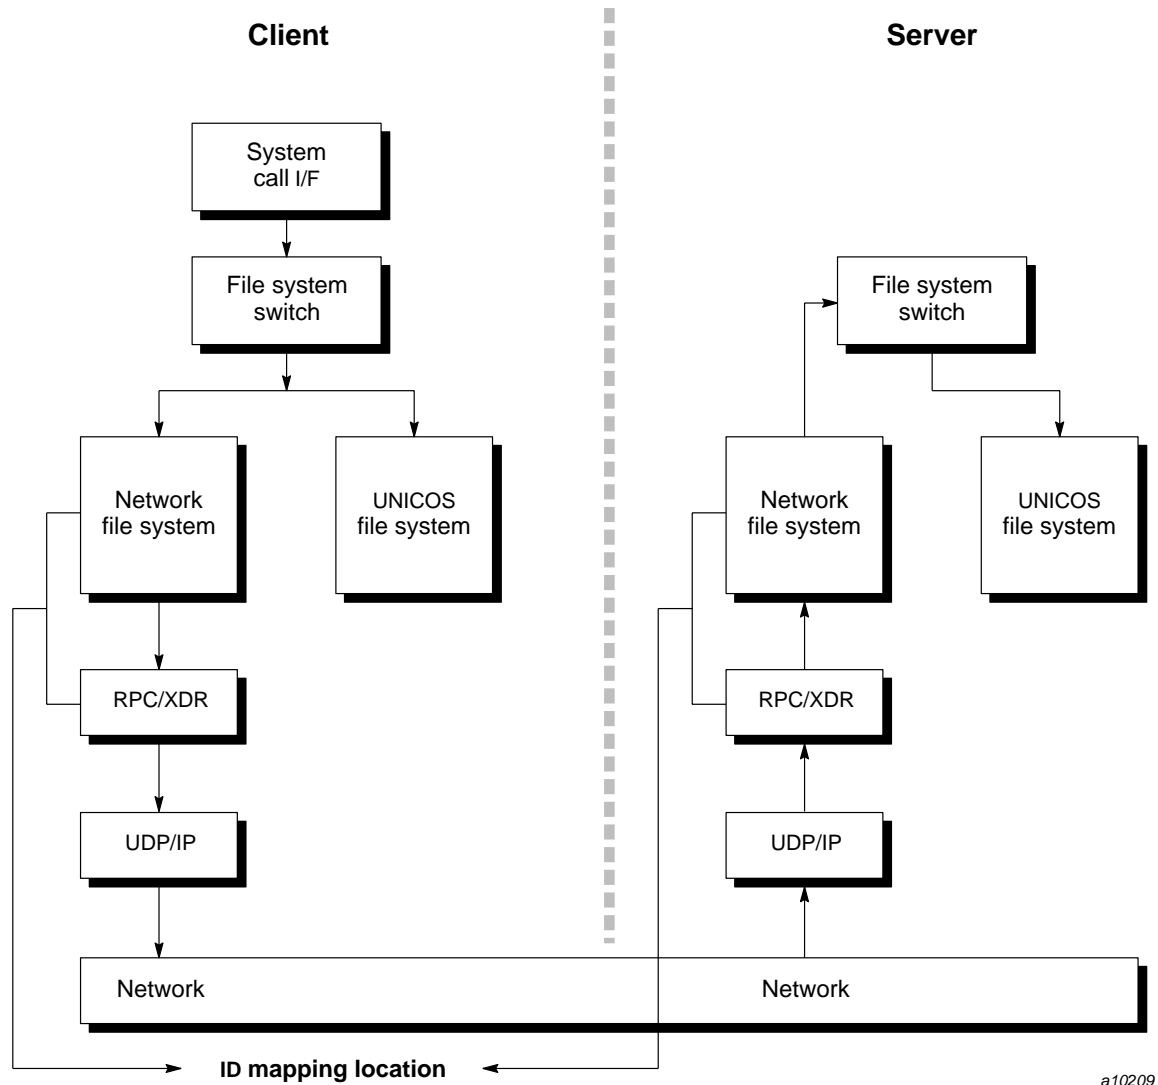 Client
Server
System
call I/F
File system
switch
File system
switch
Network
file system
UNICOS
file system
Network
file system
UNICOS
file system
RPC/XDR
RPC/XDR
UDP/IP
UDP/IP
Network
Network
ID mapping location
a10209